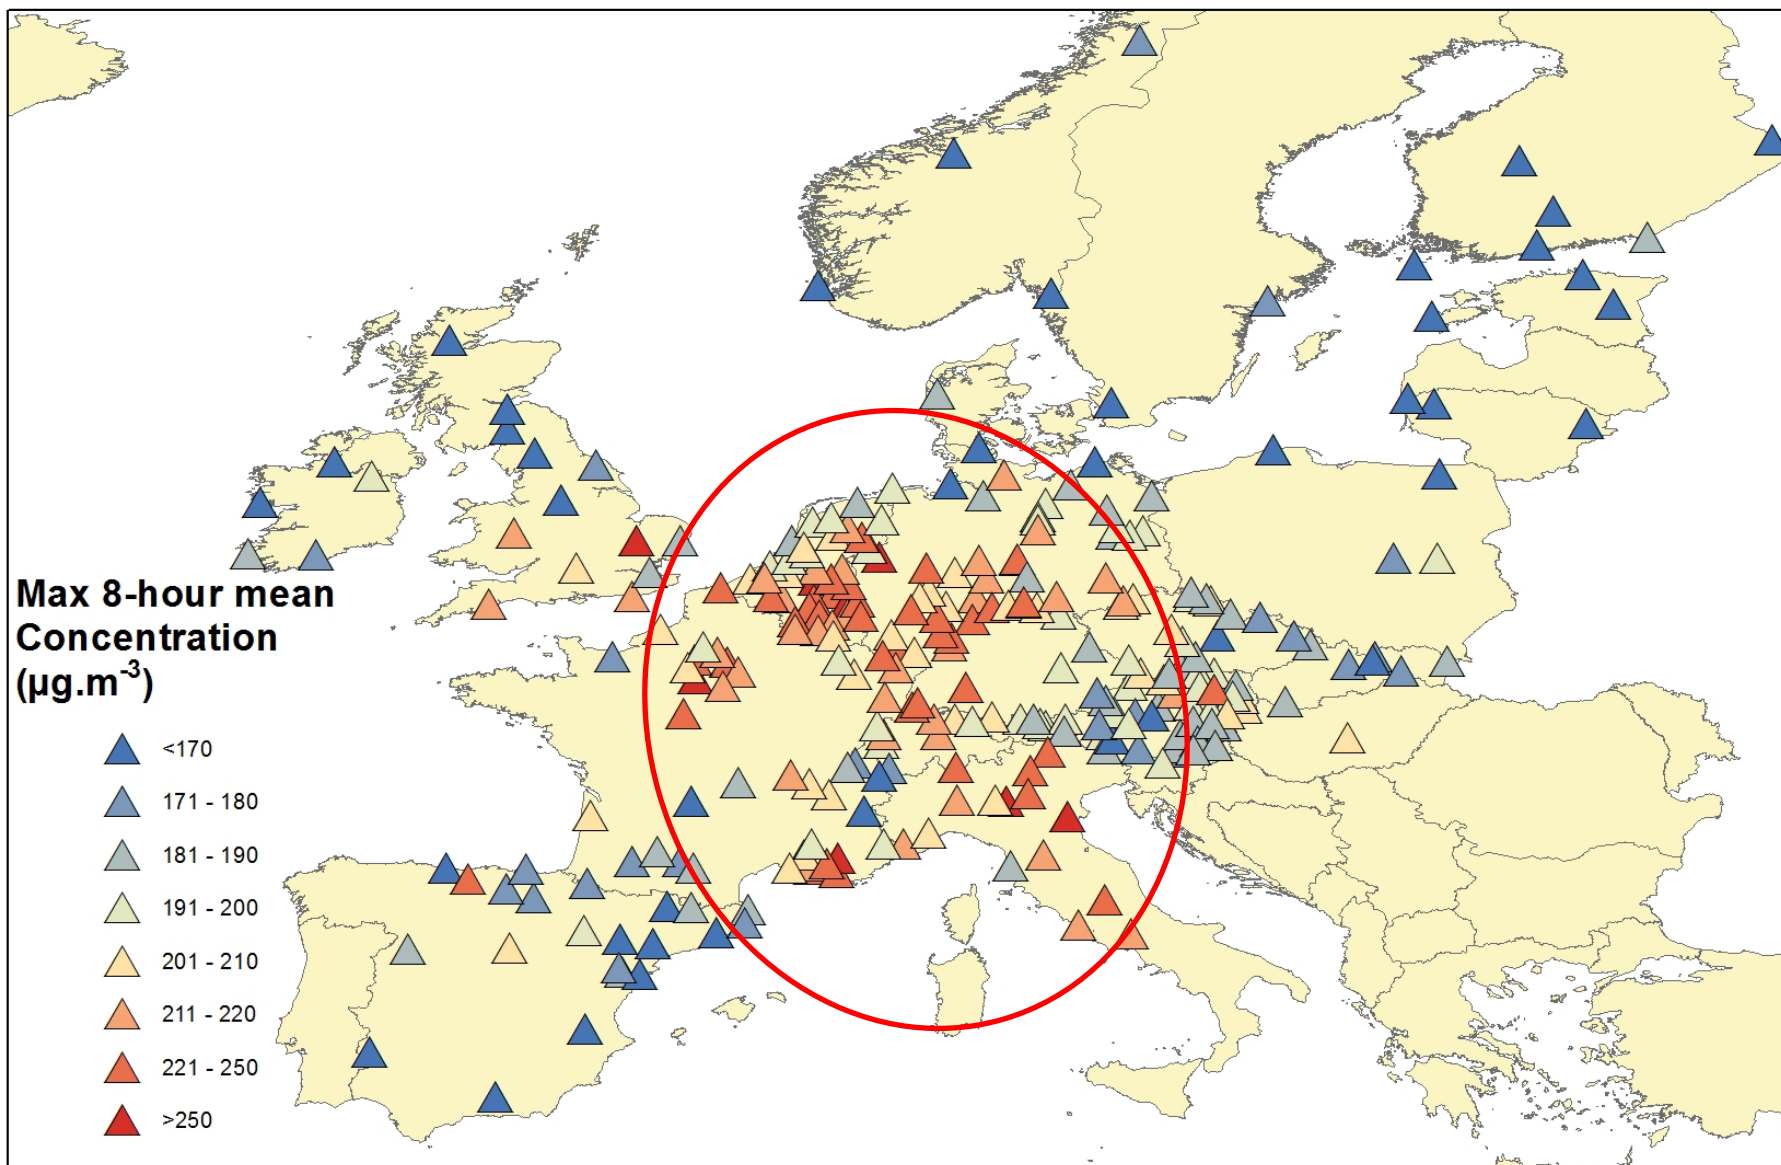 Max 8-hour mean
Concentration
(µg.m⁻³)
<170
171 - 180
181 - 190
191 - 200
201 - 210
211 - 220
221 - 250
>250